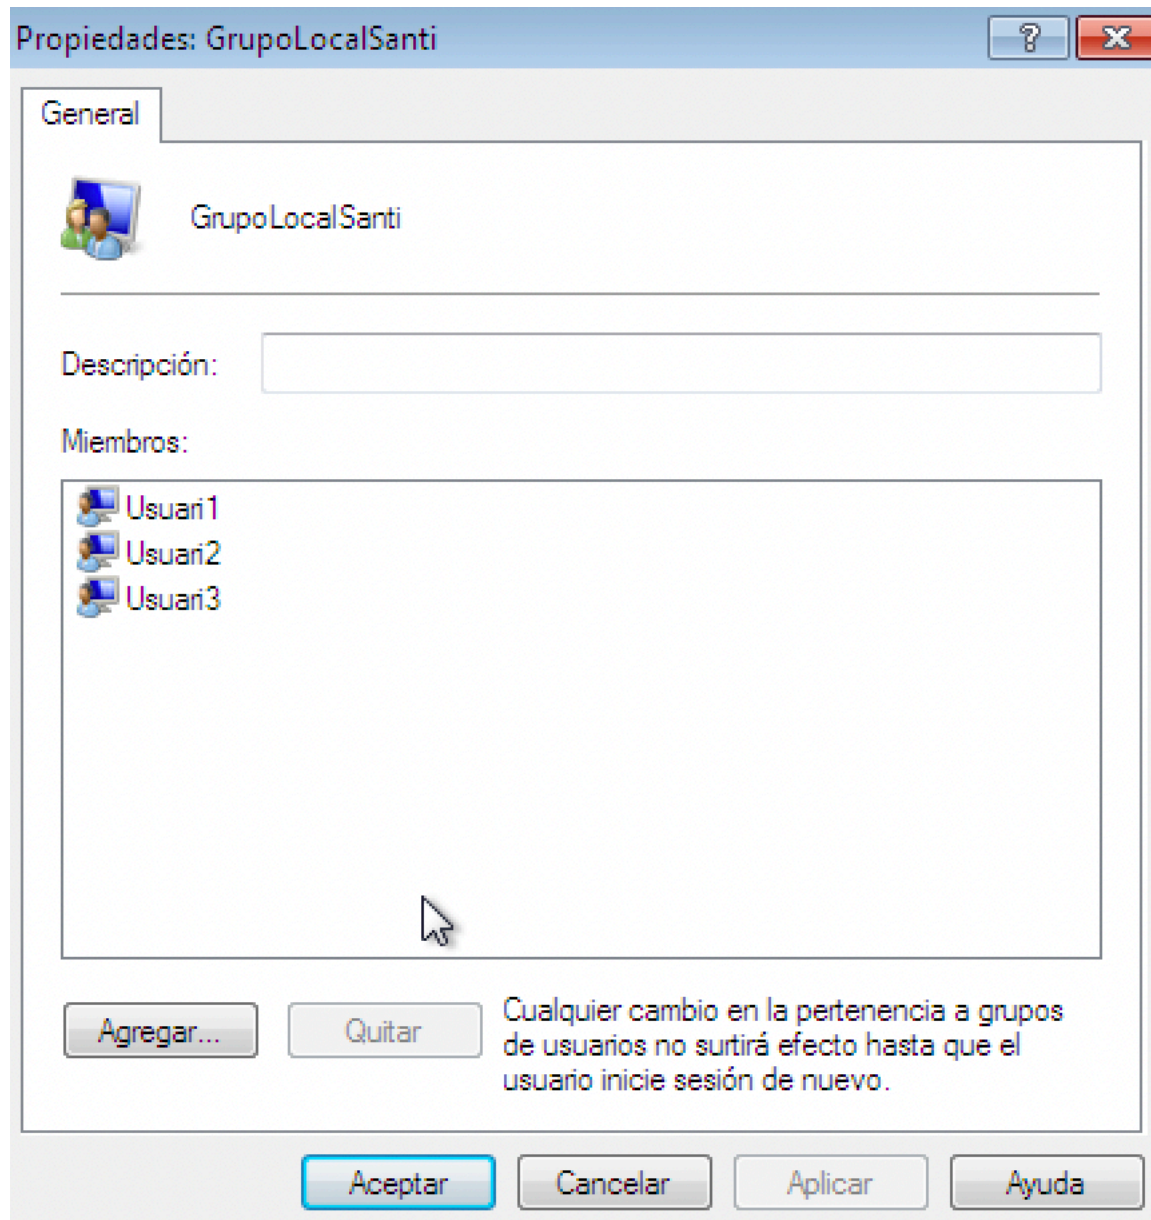 Propiedades: GrupoLocalSanti
General
GrupoLocalSanti
Descripción:
Miembros:
Usuari1
Usuari2
Usuari3
Agregar...
Quitar
Cualquier cambio en la pertenencia a grupos
de usuarios no surtirá efecto hasta que el
usuario inicie sesión de nuevo.
Aceptar
Cancelar
Aplicar
Ayuda